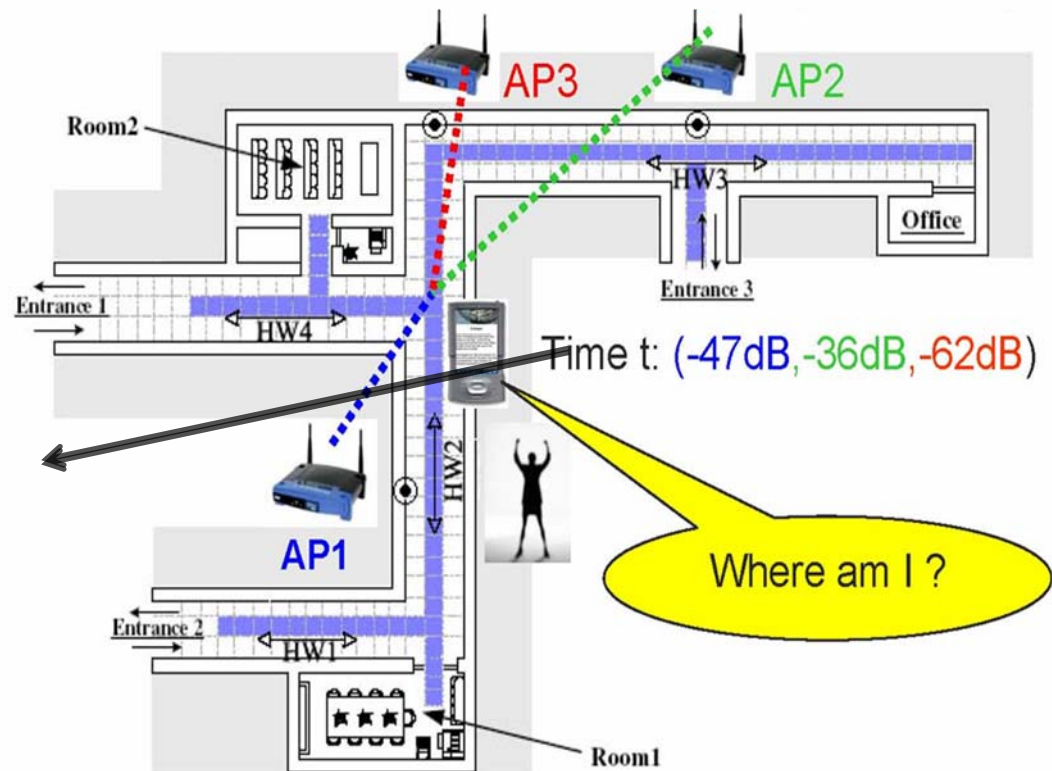 AP3
AP2
Room2
HW3
Office
Entrance 1
Entrance 3
HW4
Time t: (-47dB,-36dB,-62dB)
HW2
AP1
Where am I ?
Entrance 2
HW1
Room1